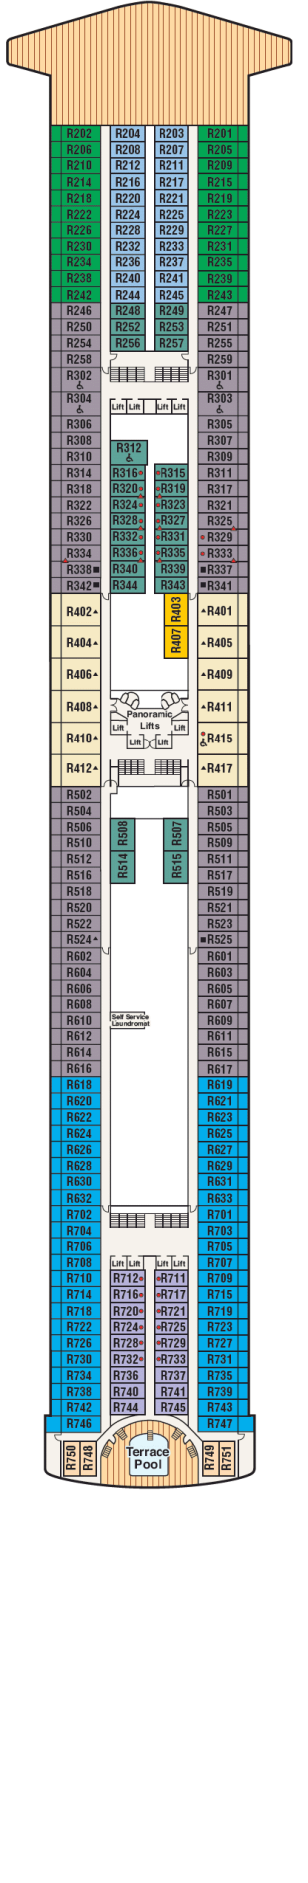 R202 R204 R203 R201
R206 R208 R207 R205
R210 R212 R211 R209
R214 R216 R217 R215
R218 R220 R221 R219
R222 R224 R225 R223
R226 R228 R229 R227
R230 R232 R233 R231
R234 R236 R237 R235
R238 R240 R241 R239
R242 R244 R245 R243
R246 R248 R249 R247
R250 R252 R253 R251
R254 R256 R257 R255
R258 R259
R302 R301
R304 Lift Lift Lift Lift R303
R306 R305
R308 R312 R307
R310 R309
R314 R316 R315 R311
R318 R320 R319 R317
R322 R324 R323 R321
R326 R328 R327 R325
R330 R332 R331 R329
R334 R336 R335 R333
R338 R340 R339 R337
R342 R344 R343 R341
R402 R403 R401
R404 R407 R405
R406 R409
R408 R411
Panoramic
Lifts
Lift Lift
R410 Lift Lift R415
R412 R417
R502 R501
R504 R503
R506 R508 R507 R505
R510 R509
R512 R514 R515 R511
R516 R517
R518 R519
R520 R521
R522 R523
R524 R525
R602 R601
R604 R603
R606 R605
R608 R607
R610 Self Service R609
Laundromat
R612 R611
R614 R615
R616 R617
R618 R619
R620 R621
R622 R623
R624 R625
R626 R627
R628 R629
R630 R631
R632 R633
R702 R701
R704 R703
R706 R705
R708 Lift Lift Lift Lift R707
R710 R712 R711 R709
R714 R716 R717 R715
R718 R720 R721 R719
R722 R724 R725 R723
R726 R728 R729 R727
R730 R732 R733 R731
R734 R736 R737 R735
R738 R740 R741 R739
R742 R744 R745 R743
R746 R747
R750 R748 Terrace R749 R751
Pool